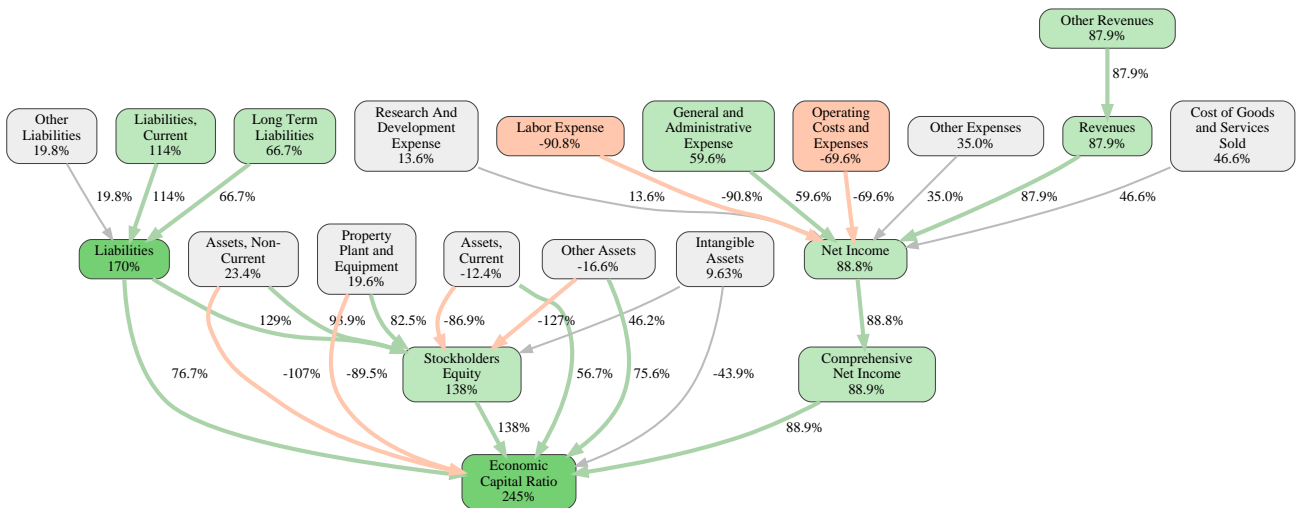 Other Revenues
87.9%
87.9%
Other
Liabilities
19.8%
Liabilities,
Current
114%
Long Term
Liabilities
66.7%
Research And
Development
Expense
13.6%
Labor Expense
-90.8%
General and
Administrative
Expense
59.6%
Operating
Costs and
Expenses
-69.6%
Other Expenses
35.0%
Revenues
87.9%
Cost of Goods
and Services
Sold
46.6%
19.8%
114%
66.7%
13.6%
-90.8%
59.6%
-69.6%
35.0%
87.9%
46.6%
Liabilities
170%
Assets, Non-
Current
23.4%
Property
Plant and
Equipment
19.6%
Assets,
Current
-12.4%
Other Assets
-16.6%
Intangible
Assets
9.63%
Net Income
88.8%
129%
82.5%
-86.9%
-127%
46.2%
88.8%
Stockholders
Equity
138%
Comprehensive
Net Income
88.9%
76.7%
-107%
-89.5%
56.7%
75.6%
-43.9%
138%
88.9%
Economic
Capital Ratio
245%